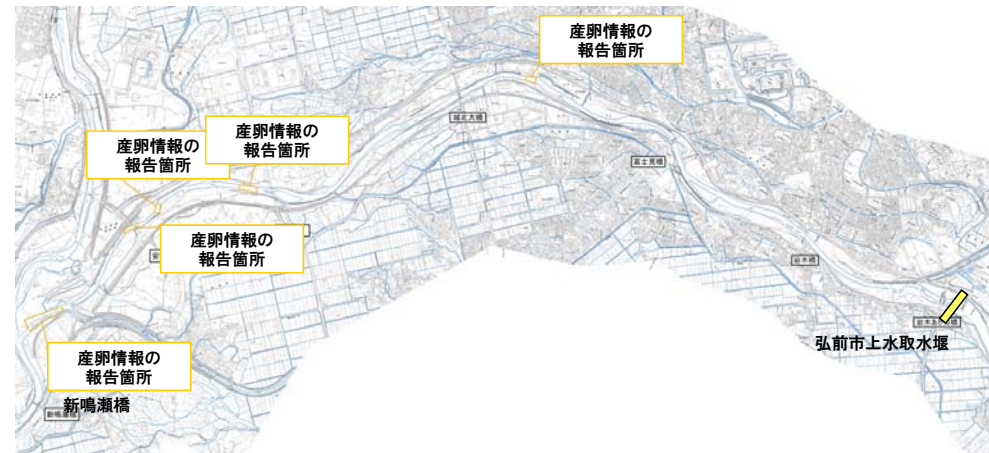 産卵情報の
報告箇所
産卵情報の
報告箇所
産卵情報の
報告箇所
産卵情報の
報告箇所
産卵情報の
報告箇所
城北大橋
富士見橋
岩木橋
弘前市上水取水堰
新鳴瀬橋